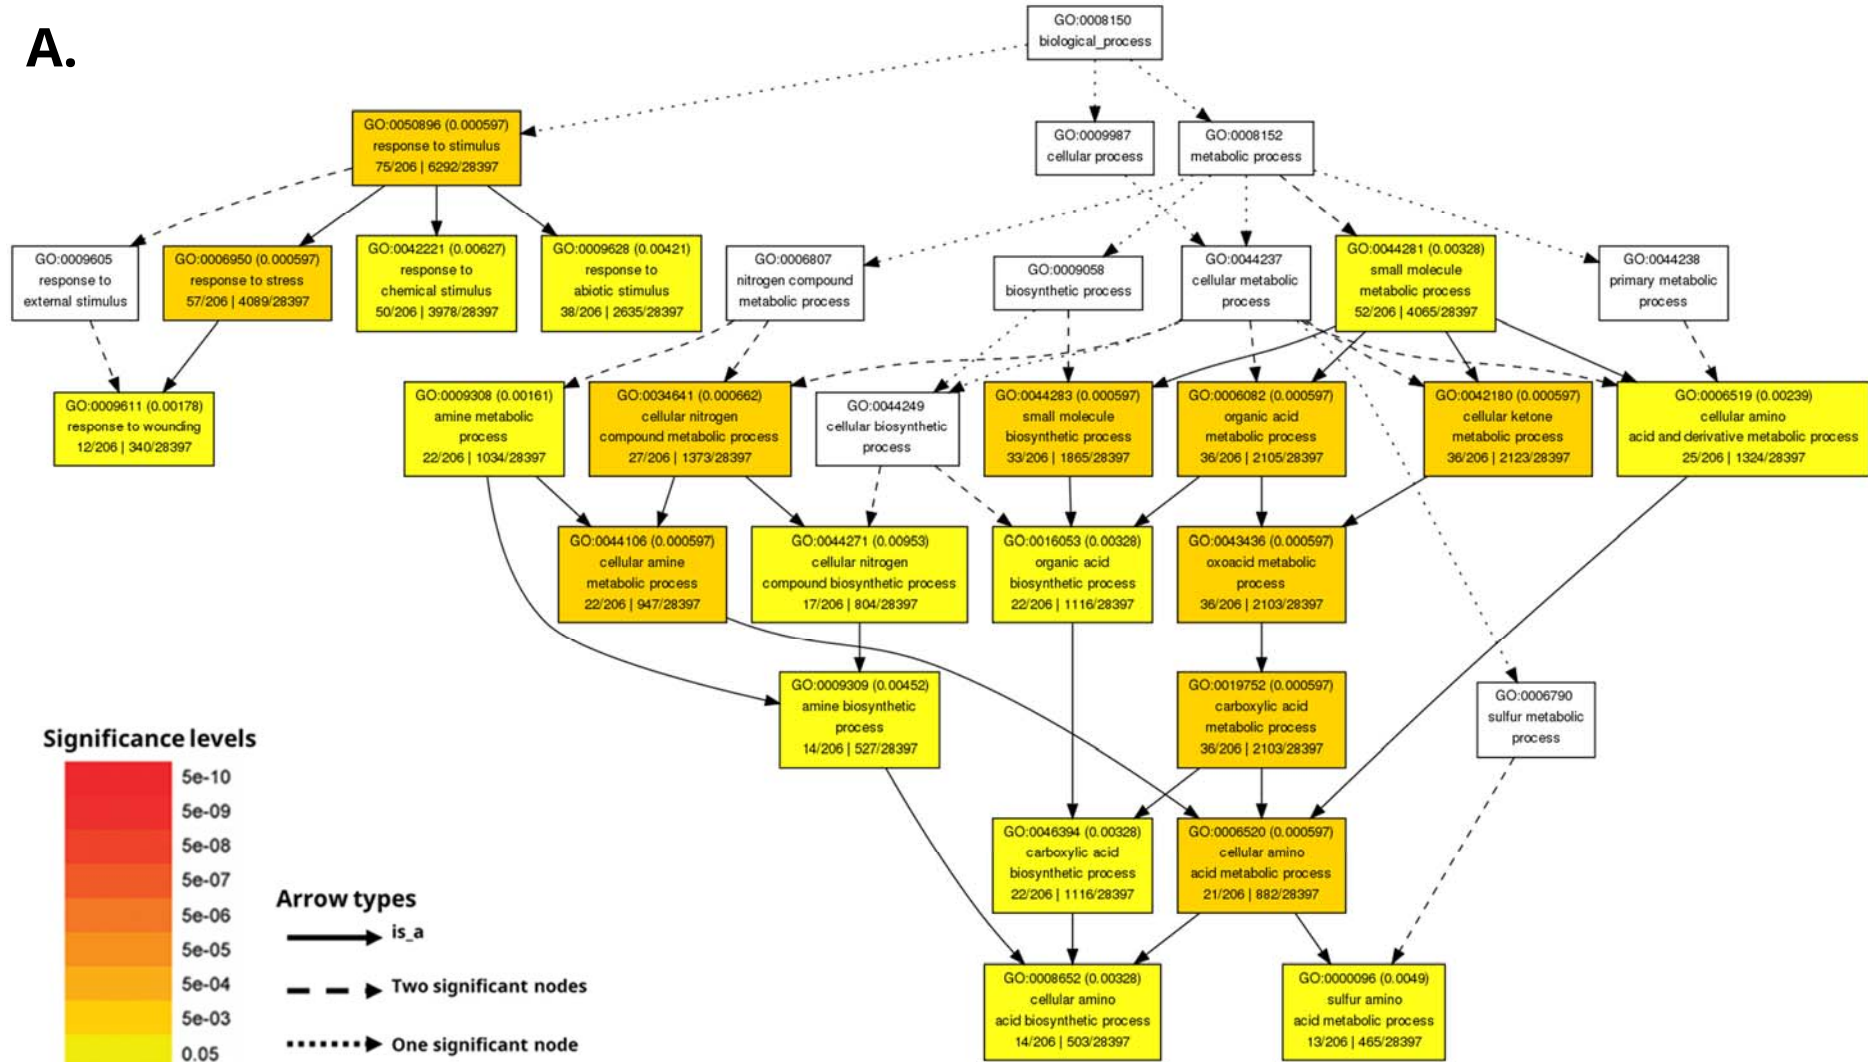 A.
GO:0008150
biological_process
GO:0050896 (0.000597)
response to stimulus
75/206 | 6292/28397
GO:0009987
cellular process
GO:0008152
metabolic process
GO:0009605
response to
external stimulus
GO:0006950 (0.000597)
response to stress
57/206 | 4089/28397
GO:0042221 (0.00627)
response to
chemical stimulus
50/206 | 3978/28397
GO:0009628 (0.00421)
response to
abiotic stimulus
38/206 | 2635/28397
GO:0006807
nitrogen compound
metabolic process
GO:0009058
biosynthetic process
GO:0044237
cellular metabolic
process
GO:0044281 (0.00328)
small molecule
metabolic process
52/206 | 4065/28397
GO:0044238
primary metabolic
process
GO:0009611 (0.00178)
response to wounding
12/206 | 340/28397
GO:0009308 (0.00161)
amine metabolic
process
22/206 | 1034/28397
GO:0034641 (0.000662)
cellular nitrogen
compound metabolic process
27/206 | 1373/28397
GO:0044249
cellular biosynthetic
process
GO:0044283 (0.000597)
small molecule
biosynthetic process
33/206 | 1865/28397
GO:0006082 (0.000597)
organic acid
metabolic process
36/206 | 2105/28397
GO:0042180 (0.000597)
cellular ketone
metabolic process
36/206 | 2123/28397
GO:0006519 (0.00239)
cellular amino
acid and derivative metabolic process
25/206 | 1324/28397
GO:0044106 (0.000597)
cellular amine
metabolic process
22/206 | 947/28397
GO:0044271 (0.00953)
cellular nitrogen
compound biosynthetic process
17/206 | 804/28397
GO:0016053 (0.00328)
organic acid
biosynthetic process
22/206 | 1116/28397
GO:0043436 (0.000597)
oxoacid metabolic
process
36/206 | 2103/28397
GO:0009309 (0.00452)
amine biosynthetic
process
14/206 | 527/28397
GO:0019752 (0.000597)
carboxylic acid
metabolic process
36/206 | 2103/28397
GO:0006790
sulfur metabolic
process
GO:0046394 (0.00328)
carboxylic acid
biosynthetic process
22/206 | 1116/28397
GO:0006520 (0.000597)
cellular amino
acid metabolic process
21/206 | 882/28397
GO:0008652 (0.00328)
cellular amino
acid biosynthetic process
14/206 | 503/28397
GO:0000096 (0.0049)
sulfur amino
acid metabolic process
13/206 | 465/28397
Significance levels
5e-10
5e-09
5e-08
5e-07
5e-06
5e-05
5e-04
5e-03
0.05
Arrow types
is_a
Two significant nodes
One significant node